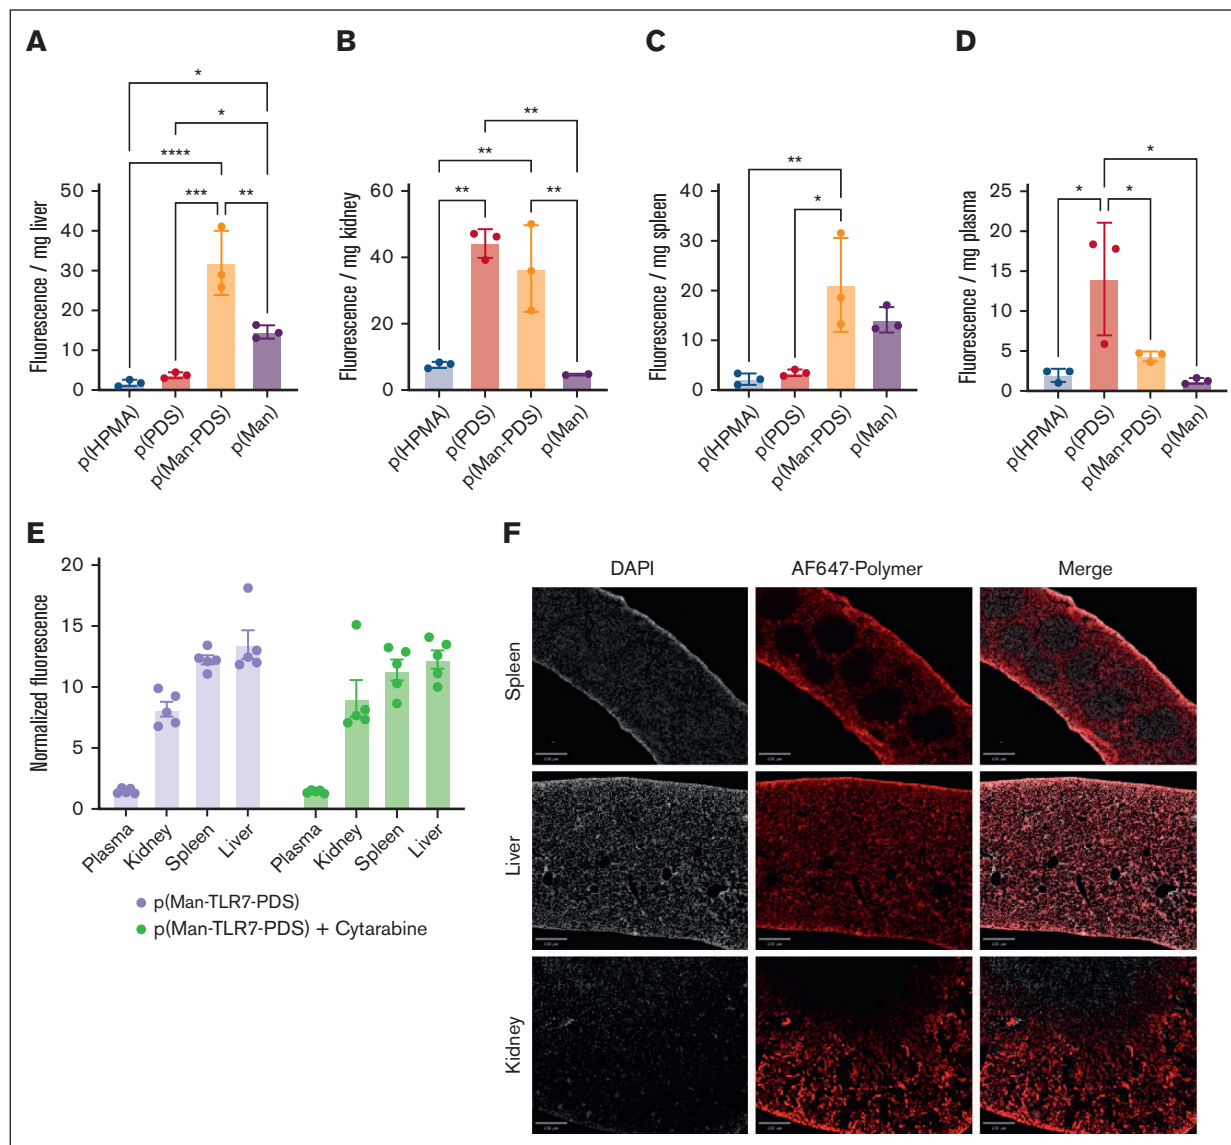 A
B
C
D
*
*
****
***
**
Fluorescence / mg liver
50
40
30
20
10
0
p(HPMA)
p(PDS)
p(Man-PDS)
p(Man)
**
**
**
**
Fluorescence / mg kidney
60
40
20
0
p(HPMA)
p(PDS)
p(Man-PDS)
p(Man)
**
*
Fluorescence / mg spleen
40
30
20
10
0
p(HPMA)
p(PDS)
p(Man-PDS)
p(Man)
*
*
*
Fluorescence / mg plasma
25
20
15
10
5
0
p(HPMA)
p(PDS)
p(Man-PDS)
p(Man)
E
Normalized fluorescence
20
15
10
5
0
Plasma
Kidney
Spleen
Liver
Plasma
Kidney
Spleen
Liver
p(Man-TLR7-PDS)
p(Man-TLR7-PDS) + Cytarabine
F
DAPI
AF647-Polymer
Merge
Spleen
Liver
Kidney